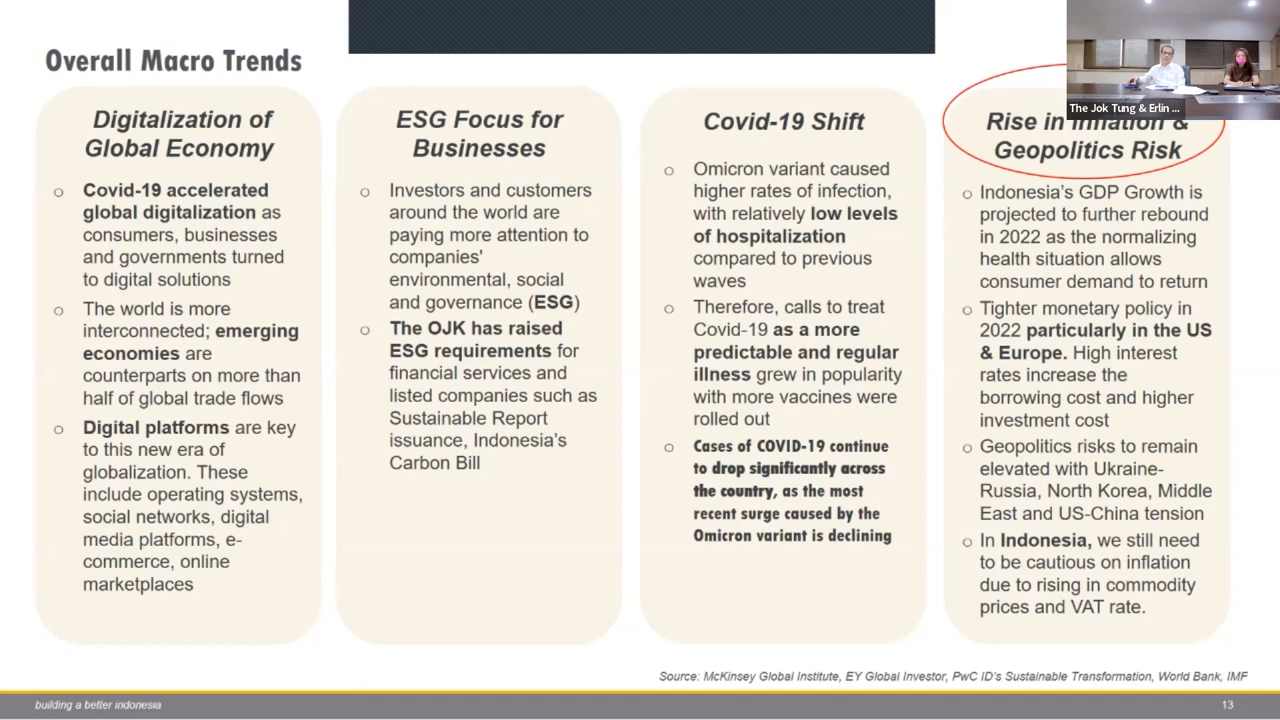 Overall Macro Trends
The Jok Tung & Erlin ...
Digitalization of
Global Economy
o Covid-19 accelerated
global digitalization as
consumers, businesses
and governments turned
to digital solutions
o The world is more
interconnected; emerging
economies are
counterparts on more than
half of global trade flows
o Digital platforms are key
to this new era of
globalization. These
include operating systems,
social networks, digital
media platforms, e-
commerce, online
marketplaces
ESG Focus for
Businesses
o Investors and customers
around the world are
paying more attention to
companies'
environmental, social
and governance (ESG)
o The OJK has raised
ESG requirements for
financial services and
listed companies such as
Sustainable Report
issuance, Indonesia's
Carbon Bill
Covid-19 Shift
o Omicron variant caused
higher rates of infection,
with relatively low levels
of hospitalization
compared to previous
waves
o Therefore, calls to treat
Covid-19 as a more
predictable and regular
illness grew in popularity
with more vaccines were
rolled out
o Cases of COVID-19 continue
to drop significantly across
the country, as the most
recent surge caused by the
Omicron variant is declining
Rise in Inflation &
Geopolitics Risk
o Indonesia's GDP Growth is
projected to further rebound
in 2022 as the normalizing
health situation allows
consumer demand to return
o Tighter monetary policy in
2022 particularly in the US
& Europe. High interest
rates increase the
borrowing cost and higher
investment cost
o Geopolitics risks to remain
elevated with Ukraine-
Russia, North Korea, Middle
East and US-China tension
o In Indonesia, we still need
to be cautious on inflation
due to rising in commodity
prices and VAT rate.
Source: McKinsey Global Institute, EY Global Investor, PwC ID's Sustainable Transformation, World Bank, IMF
building a better indonesia
13